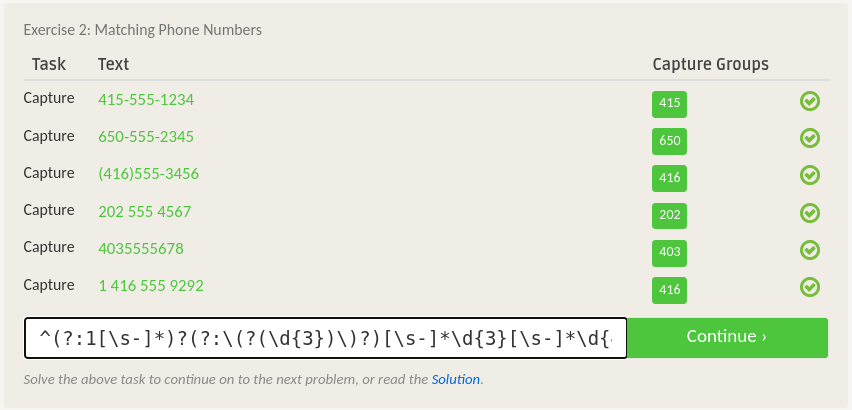 Exercise 2: Matching Phone Numbers
Task Text Capture Groups
Capture 415-555-1234 415
Capture 650-555-2345 650
Capture (416)555-3456 416
Capture 202 555 4567 202
Capture 4035555678 403
Capture 1 416 555 9292 416
^(?:1[\s-]*)?(?:\(?(\d{3})\)?)[\s-]*\d{3}[\s-]*\d{ Continue ›
Solve the above task to continue on to the next problem, or read the Solution.